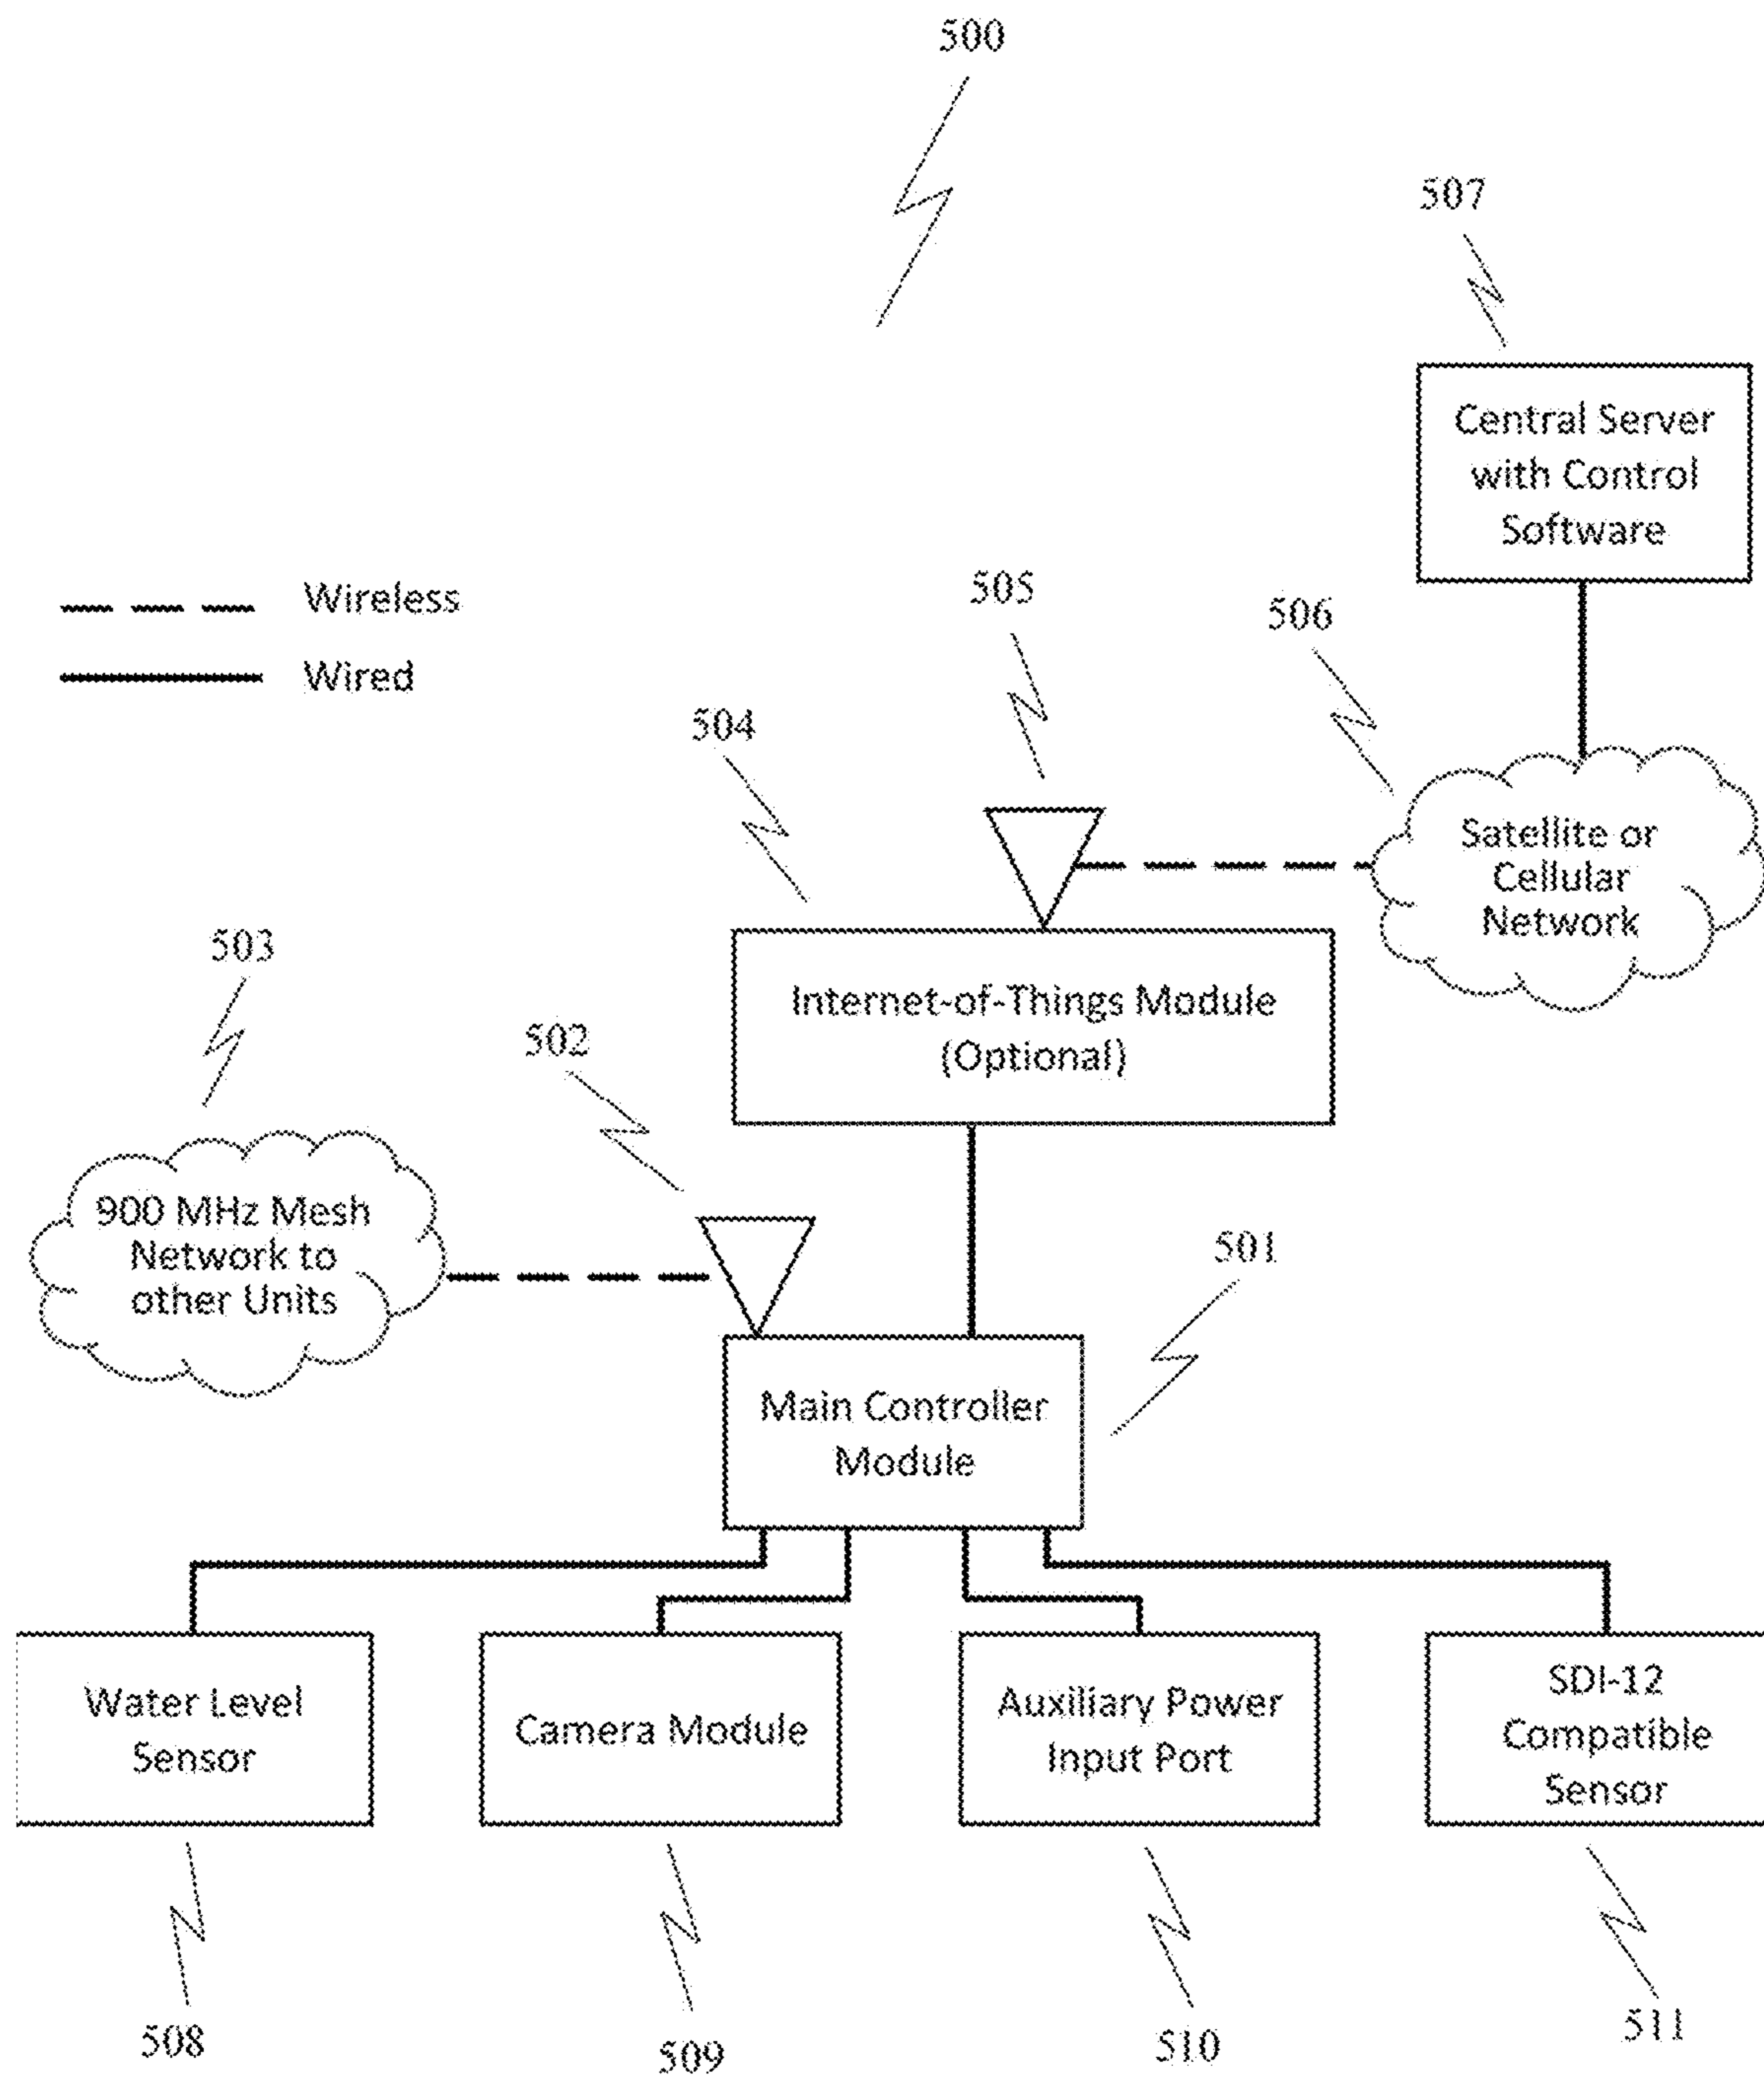 500
507
Central Server
with Control
Software
Wireless
Wired
505
506
504
Satellite or
Cellular
Network
503
Internet-of-Things Module
(Optional)
502
900 MHz Mesh
Network to
other Units
501
Main Controller
Module
Water Level
Sensor
Camera Module
Auxiliary Power
Input Port
SDI-12
Compatible
Sensor
508
509
510
511